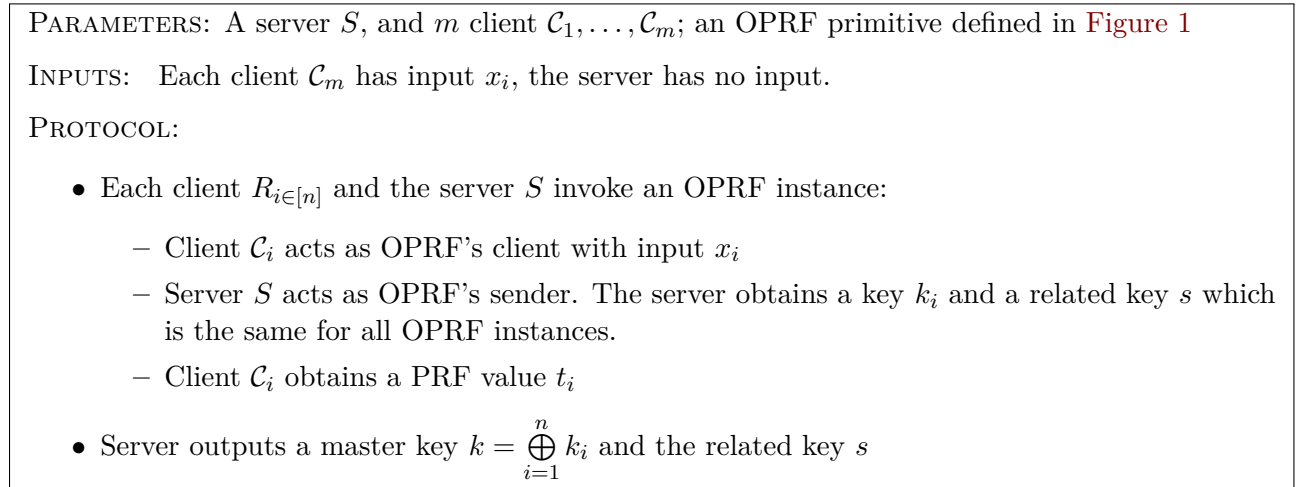 PARAMETERS: A server S, and m client C₁, . . . , Cₘ; an OPRF primitive defined in Figure 1
INPUTS: Each client Cₘ has input xᵢ, the server has no input.
PROTOCOL:
• Each client Rᵢ∈[n] and the server S invoke an OPRF instance:
– Client Cᵢ acts as OPRF's client with input xᵢ
– Server S acts as OPRF's sender. The server obtains a key kᵢ and a related key s which
is the same for all OPRF instances.
– Client Cᵢ obtains a PRF value tᵢ
• Server outputs a master key k = ⊕ⁿᵢ₌₁ kᵢ and the related key s